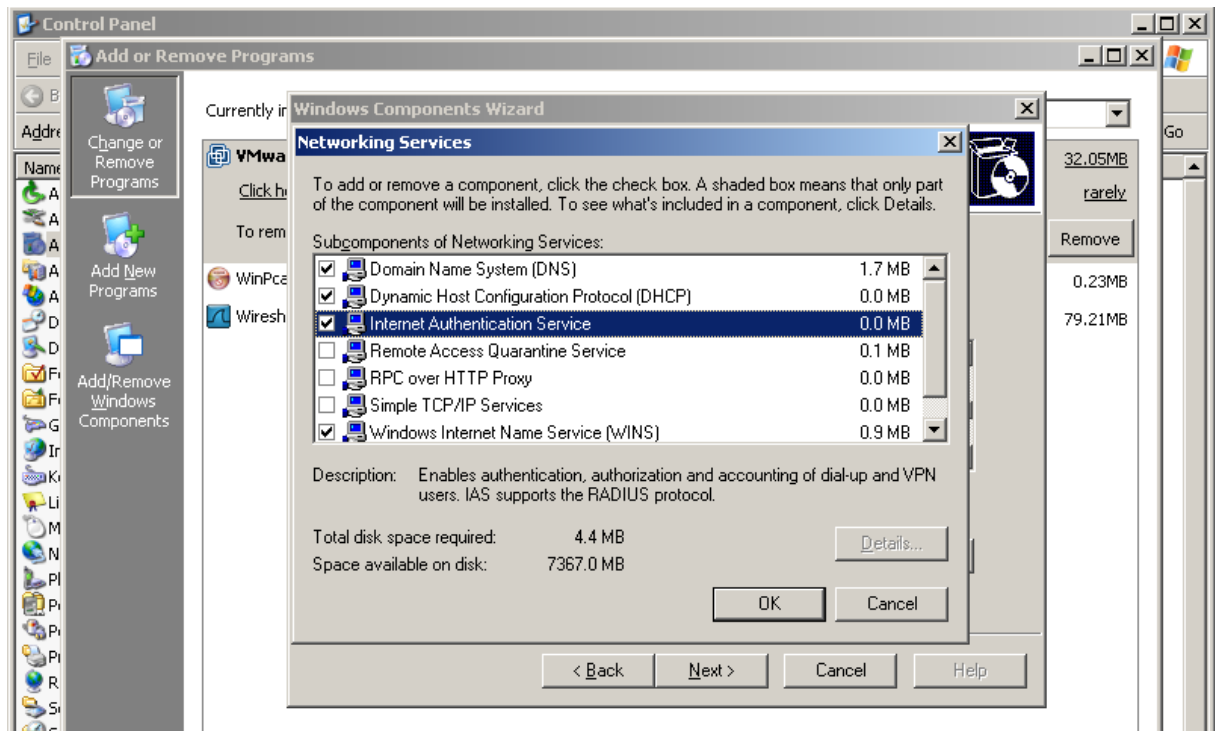 Control Panel
File
Add or Remove Programs
Currently in
Windows Components Wizard
Addre
Go
Change or
Remove
Programs
Networking Services
VMwa
32.05MB
Name
Click h
To add or remove a component, click the check box. A shaded box means that only part
of the component will be installed. To see what's included in a component, click Details.
rarely
To rem
Remove
Subcomponents of Networking Services:
Add New
Programs
WinPca
Domain Name System (DNS) 1.7 MB
0.23MB
Dynamic Host Configuration Protocol (DHCP) 0.0 MB
Wiresh
Internet Authentication Service 0.0 MB
79.21MB
Remote Access Quarantine Service 0.1 MB
Add/Remove
Windows
Components
RPC over HTTP Proxy 0.0 MB
Simple TCP/IP Services 0.0 MB
Windows Internet Name Service (WINS) 0.9 MB
Description: Enables authentication, authorization and accounting of dial-up and VPN
users. IAS supports the RADIUS protocol.
Total disk space required: 4.4 MB
Details...
Space available on disk: 7367.0 MB
OK
Cancel
< Back
Next >
Cancel
Help